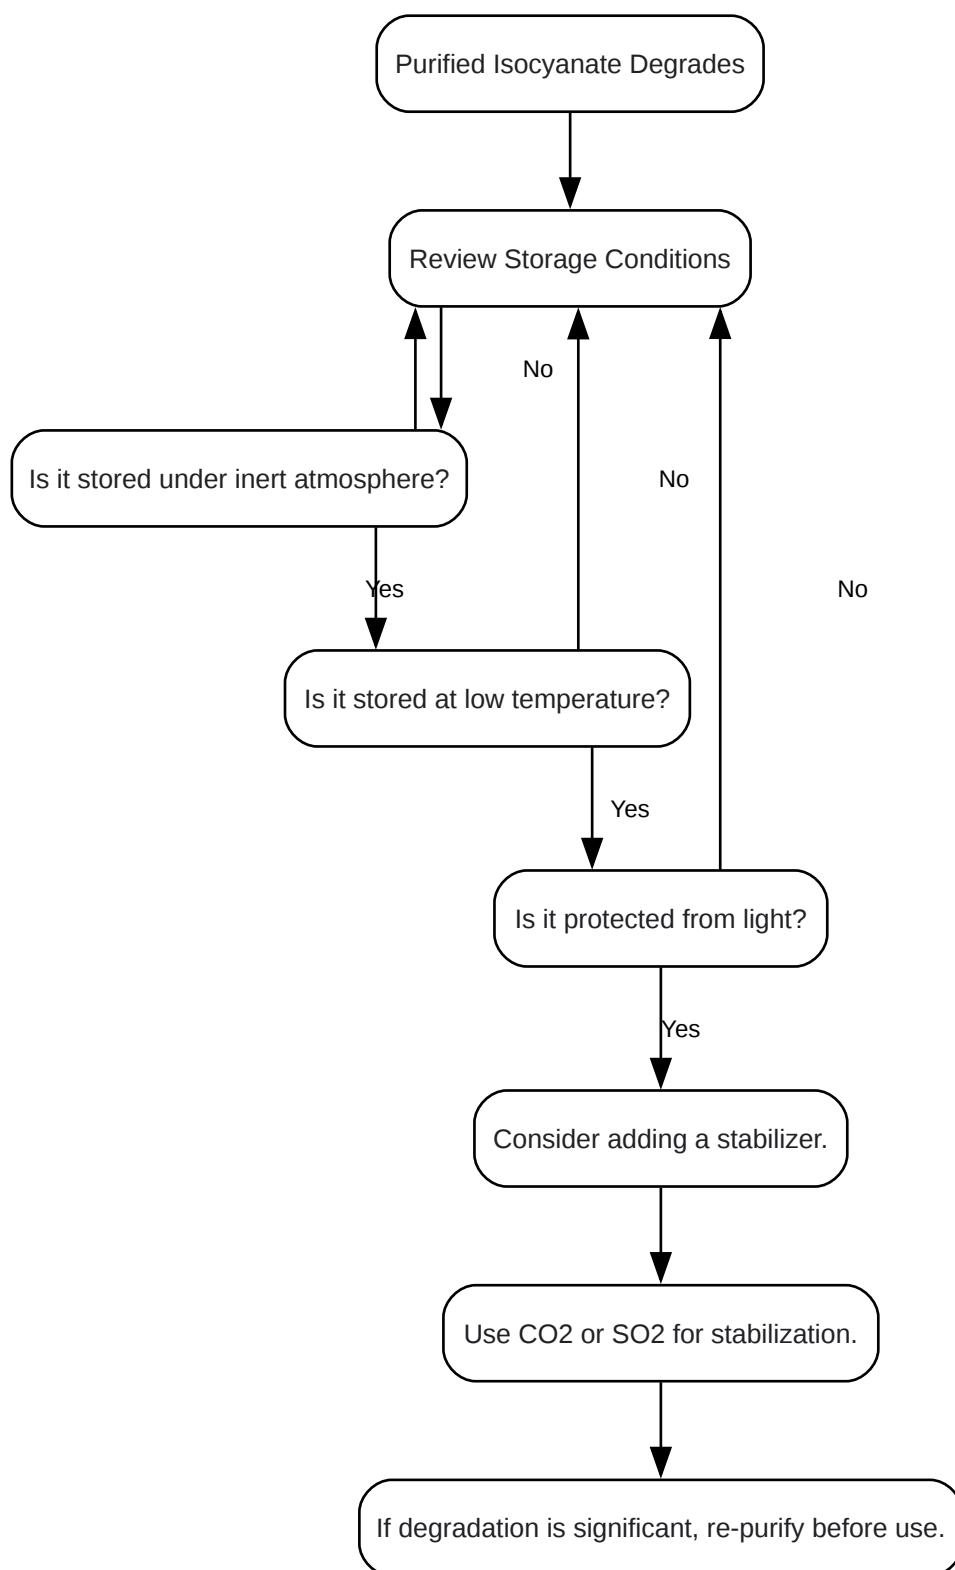 Purified Isocyanate Degrades
Review Storage Conditions
No
Is it stored under inert atmosphere?
No
Yes
No
Is it stored at low temperature?
Yes
Is it protected from light?
Yes
Consider adding a stabilizer.
Use CO2 or SO2 for stabilization.
If degradation is significant, re-purify before use.